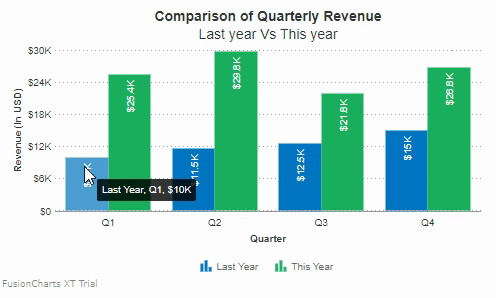 Comparison of Quarterly Revenue
Last year Vs This year
Revenue (In USD)
$30K
$24K
$18K
$12K
$6K
$0
$25.4K
$29.8K
$21.8K
$26.8K
$11.5K
$12.5K
$15K
Last Year, Q1, $10K
Q1 Q2 Q3 Q4
Quarter
Last Year This Year
FusionCharts XT Trial